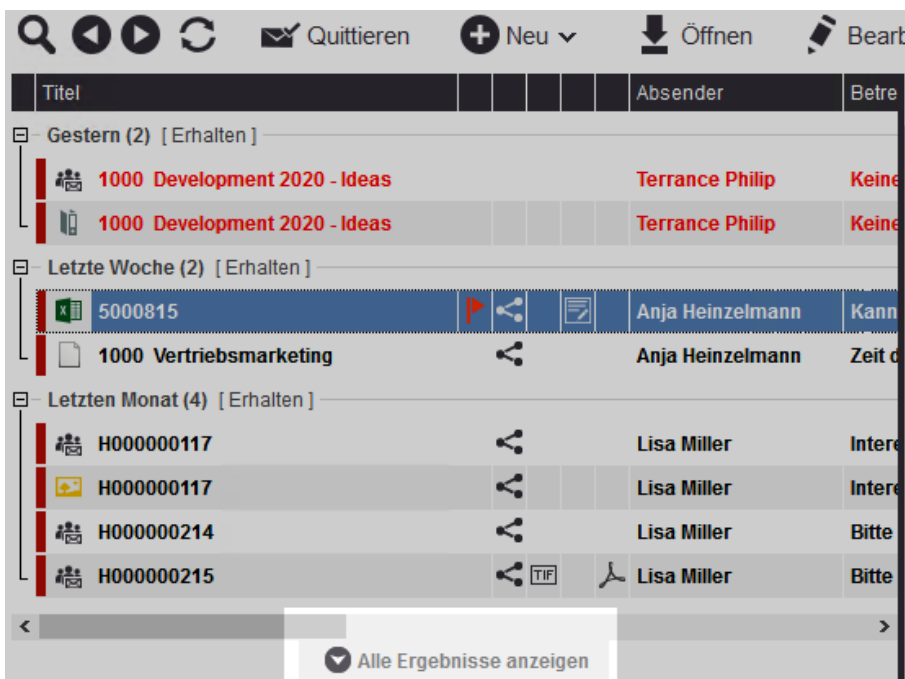 Quittieren Neu Öffnen Bearb
Titel Absender Betre
Gestern (2) [ Erhalten ]
1000 Development 2020 - Ideas Terrance Philip Keine
1000 Development 2020 - Ideas Terrance Philip Keine
Letzte Woche (2) [ Erhalten ]
5000815 Anja Heinzelmann Kann
1000 Vertriebsmarketing Anja Heinzelmann Zeit d
Letzten Monat (4) [ Erhalten ]
H000000117 Lisa Miller Intere
H000000117 Lisa Miller Intere
H000000214 Lisa Miller Bitte
H000000215 TIF Lisa Miller Bitte
Alle Ergebnisse anzeigen